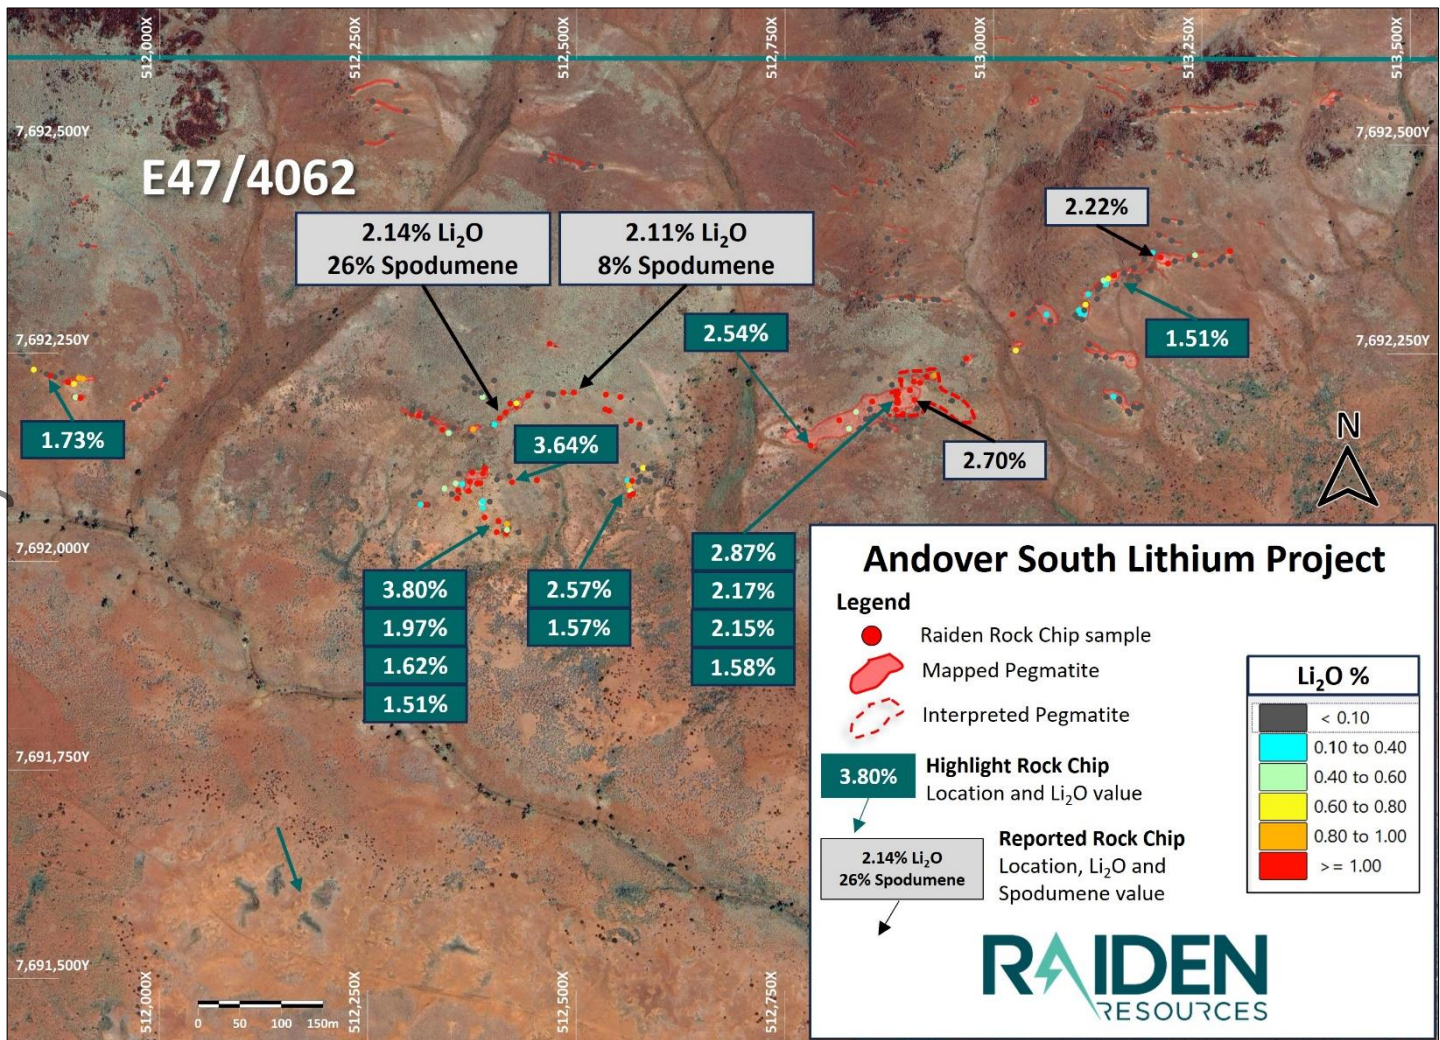 512,000X
512,250X
512,500X
512,750X
513,000X
513,250X
513,500X
7,692,500Y
7,692,500Y
E47/4062
2.14% Li₂O
26% Spodumene
2.11% Li₂O
8% Spodumene
2.22%
7,692,250Y
7,692,250Y
2.54%
1.51%
1.73%
3.64%
2.70%
N
7,692,000Y
3.80%
1.97%
1.62%
1.51%
2.57%
1.57%
2.87%
2.17%
2.15%
1.58%
7,691,750Y
7,691,500Y
0 50 100 150m
512,000X
512,250X
512,500X
512,750X
Andover South Lithium Project
Legend
Raiden Rock Chip sample
Mapped Pegmatite
Interpreted Pegmatite
3.80%
Highlight Rock Chip
Location and Li₂O value
2.14% Li₂O
26% Spodumene
Reported Rock Chip
Location, Li₂O and
Spodumene value
Li₂O %
< 0.10
0.10 to 0.40
0.40 to 0.60
0.60 to 0.80
0.80 to 1.00
>= 1.00
RAIDEN
RESOURCES